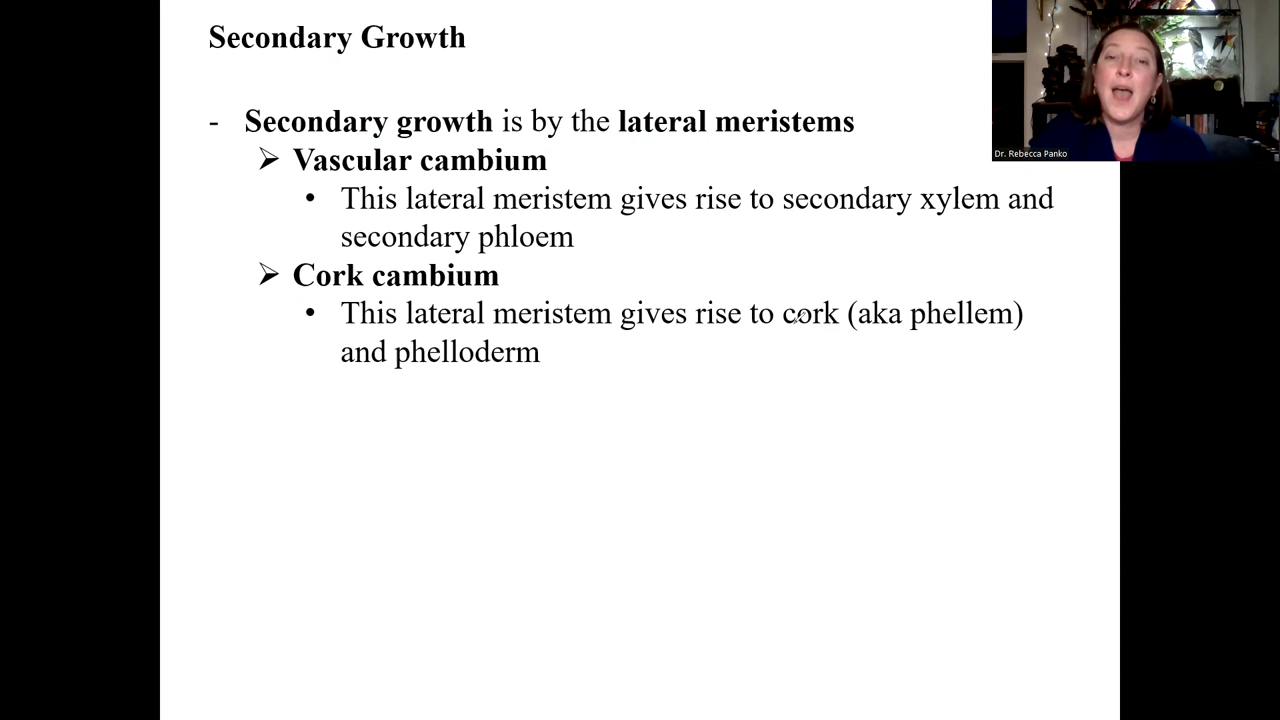 Secondary Growth
- Secondary growth is by the lateral meristems
➢ Vascular cambium
• This lateral meristem gives rise to secondary xylem and
secondary phloem
➢ Cork cambium
• This lateral meristem gives rise to cork (aka phellem)
and phelloderm
Dr. Rebecca Panko